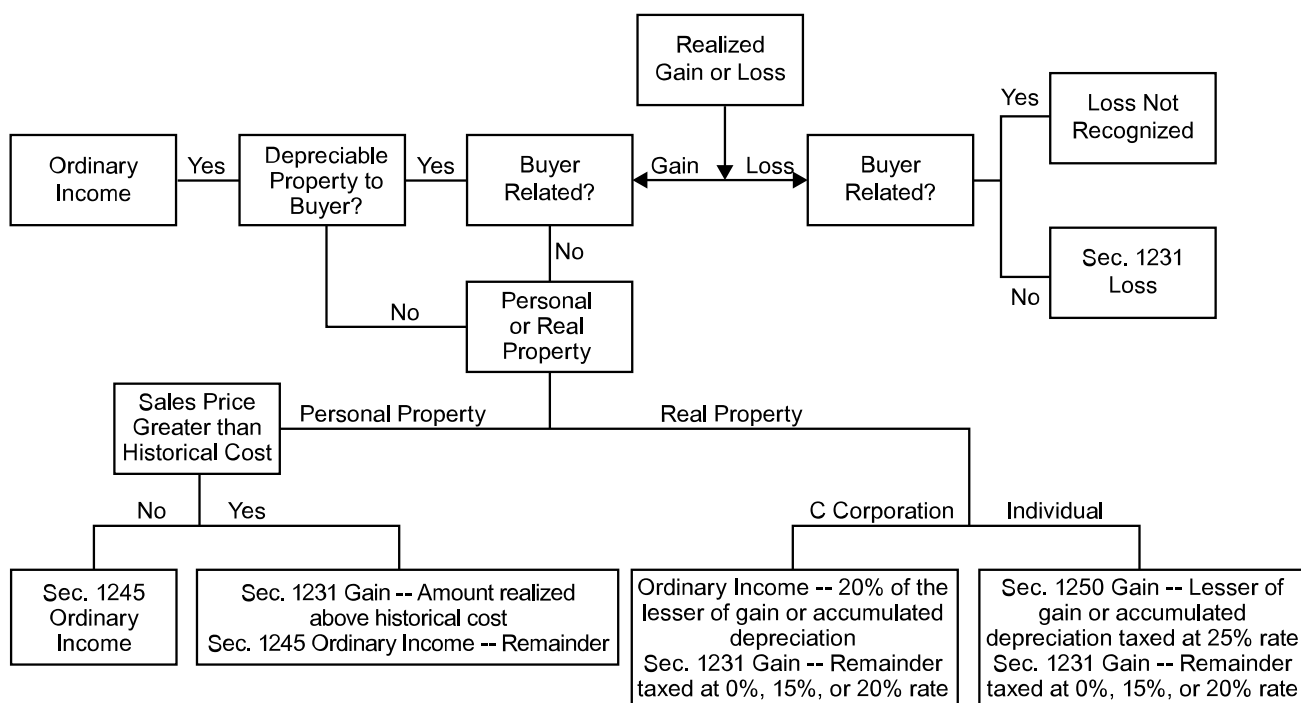 Realized
Gain or Loss
Yes
Loss Not
Recognized
Ordinary
Income
Yes
Depreciable
Property to
Buyer?
Yes
Buyer
Related?
Gain
Loss
Buyer
Related?
No
Sec. 1231
Loss
No
No
Personal
or Real
Property
Sales Price
Greater than
Historical Cost
Personal Property
Real Property
No
Yes
C Corporation
Individual
Sec. 1245
Ordinary
Income
Sec. 1231 Gain -- Amount realized
above historical cost
Sec. 1245 Ordinary Income -- Remainder
Ordinary Income -- 20% of the
lesser of gain or accumulated
depreciation
Sec. 1231 Gain -- Remainder
taxed at 0%, 15%, or 20% rate
Sec. 1250 Gain -- Lesser of
gain or accumulated
depreciation taxed at 25% rate
Sec. 1231 Gain -- Remainder
taxed at 0%, 15%, or 20% rate